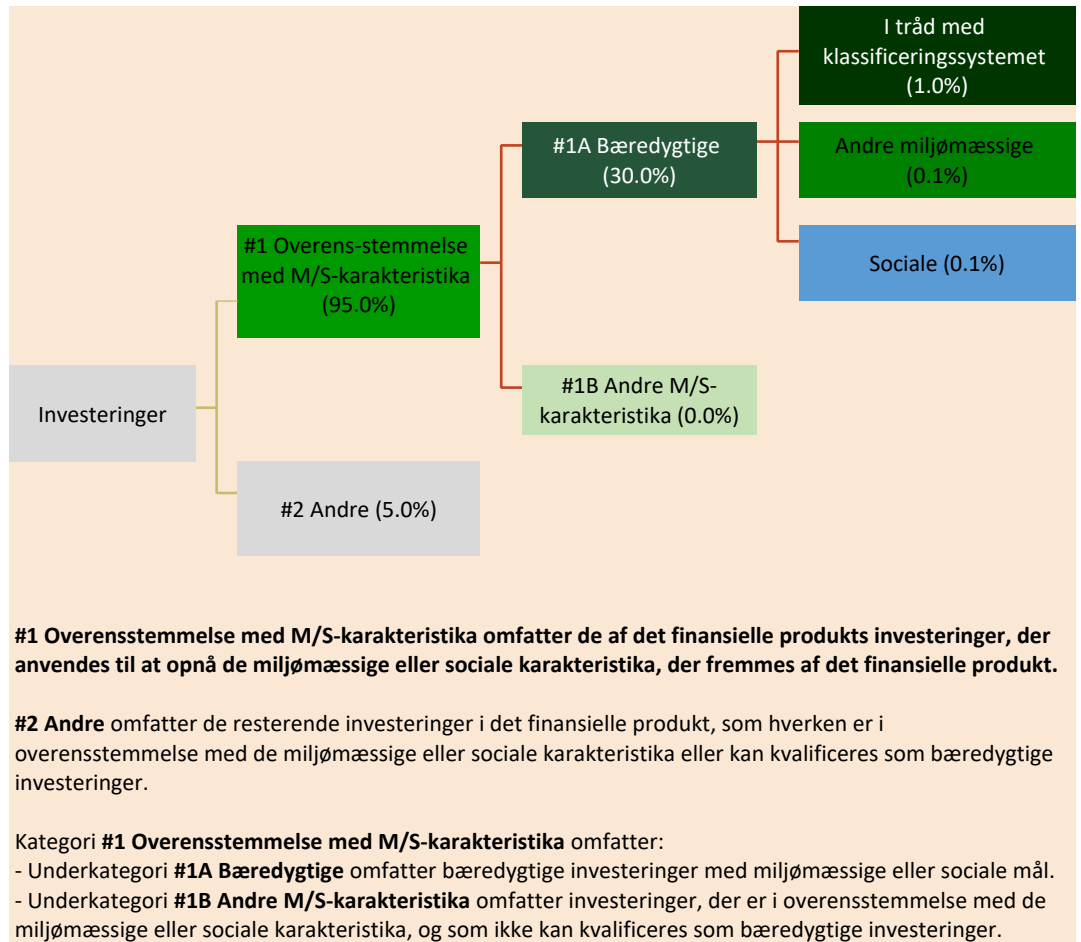 I tråd med
klassificeringssystemet
(1.0%)
#1A Bæredygtige
(30.0%)
Andre miljømæssige
(0.1%)
#1 Overens-stemmelse
med M/S-karakteristika
(95.0%)
Sociale (0.1%)
Investeringer
#1B Andre M/S-
karakteristika (0.0%)
#2 Andre (5.0%)
#1 Overensstemmelse med M/S-karakteristika omfatter de af det finansielle produkts investeringer, der
anvendes til at opnå de miljømæssige eller sociale karakteristika, der fremmes af det finansielle produkt.
#2 Andre omfatter de resterende investeringer i det finansielle produkt, som hverken er i
overensstemmelse med de miljømæssige eller sociale karakteristika eller kan kvalificeres som bæredygtige
investeringer.
Kategori #1 Overensstemmelse med M/S-karakteristika omfatter:
- Underkategori #1A Bæredygtige omfatter bæredygtige investeringer med miljømæssige eller sociale mål.
- Underkategori #1B Andre M/S-karakteristika omfatter investeringer, der er i overensstemmelse med de
miljømæssige eller sociale karakteristika, og som ikke kan kvalificeres som bæredygtige investeringer.